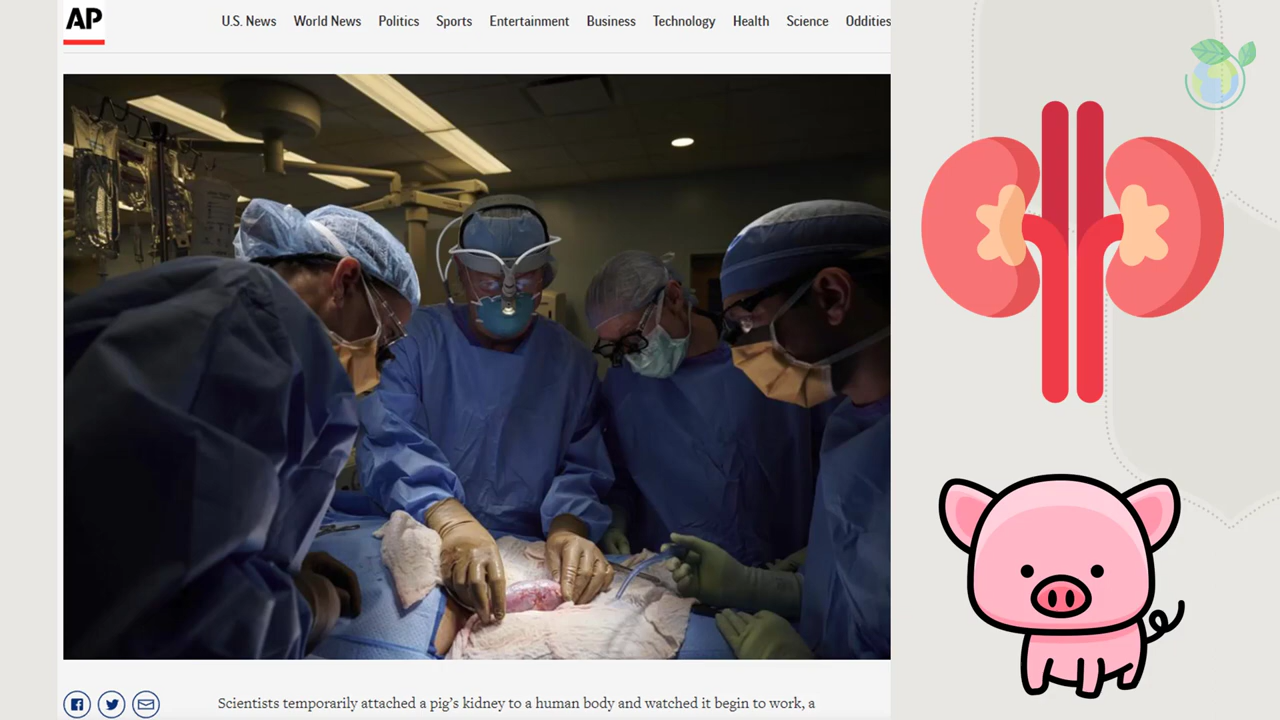 AP
U.S. News World News Politics Sports Entertainment Business Technology Health Science Oddities
Scientists temporarily attached a pig’s kidney to a human body and watched it begin to work, a